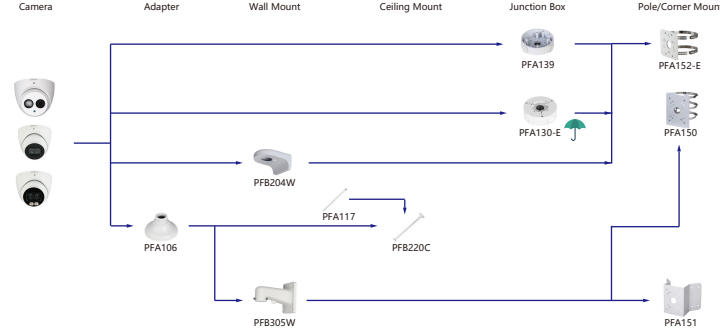 Camera Adapter Wall Mount Ceiling Mount Junction Box Pole/Corner Mount
PFA139
PFA152-E
PFA130-E
PFA150
PFB204W
PFA117
PFA106
PFB220C
PFB305W
PFA151